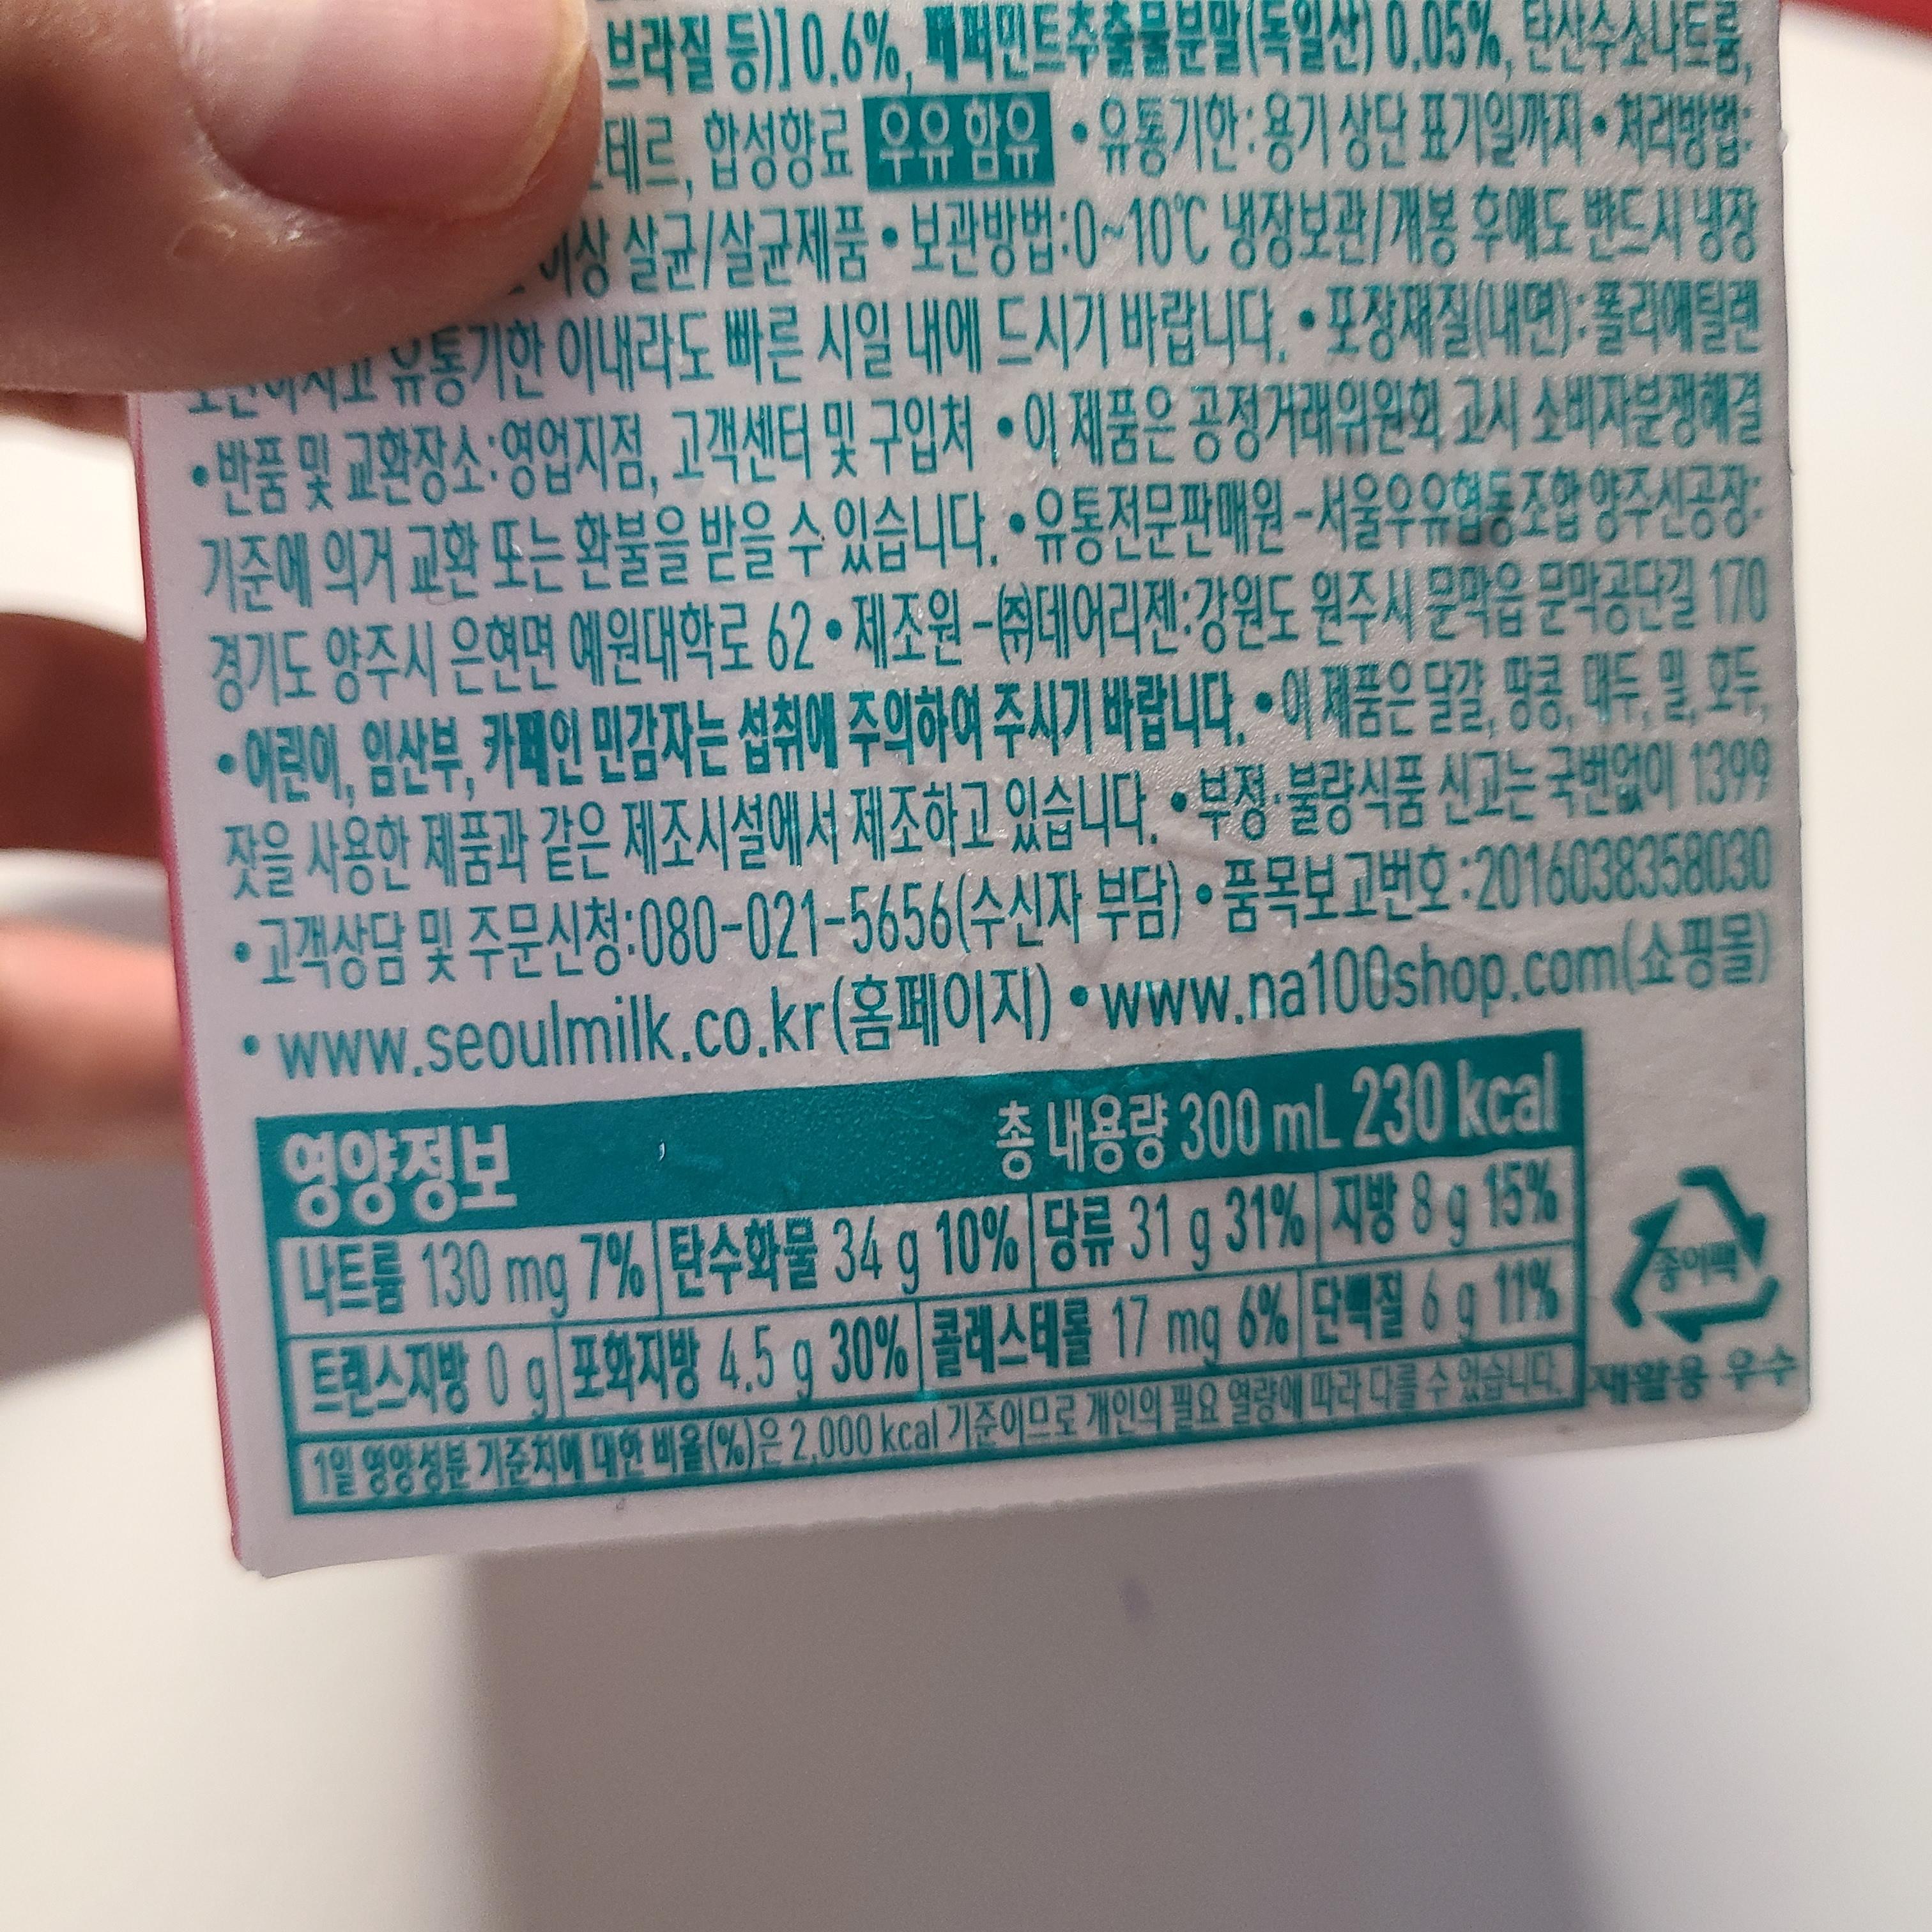 브라질 등)] 0.6%, 페퍼민트추출물분말(독일산) 0.05%, 탄산수소나트륨,
테르, 합성향료 우유 함유 •유통기한:용기 상단 표기일까지 •처리방법:
이상 살균/살균제품 •보관방법:0~10℃ 냉장보관/개봉 후에도 반드시 냉장
보관하시고 유통기한 이내라도 빠른 시일 내에 드시기 바랍니다. •포장재질(내면):폴리에틸렌
•반품 및 교환장소:영업지점, 고객센터 및 구입처 •이 제품은 공정거래위원회 고시 소비자분쟁해결
기준에 의거 교환 또는 환불을 받을 수 있습니다. •유통전문판매원-서울우유협동조합 양주신공장:
경기도 양주시 은현면 예원대학로 62 •제조원-㈜데어리젠:강원도 원주시 문막읍 문막공단길 170
•어린이, 임산부, 카페인 민감자는 섭취에 주의하여 주시기 바랍니다. •이 제품은 달걀, 땅콩, 대두, 밀, 호두,
잣을 사용한 제품과 같은 제조시설에서 제조하고 있습니다. •부정·불량식품 신고는 국번없이 1399
•고객상담 및 주문신청:080-021-5656(수신자 부담) •품목보고번호:2016038358030
•www.seoulmilk.co.kr(홈페이지) •www.na100shop.com(쇼핑몰)
영양정보 총 내용량 300 mL 230 kcal
나트륨 130 mg 7% 탄수화물 34 g 10% 당류 31 g 31% 지방 8 g 15%
트랜스지방 0 g 포화지방 4.5 g 30% 콜레스테롤 17 mg 6% 단백질 6 g 11%
1일 영양성분 기준치에 대한 비율(%)은 2,000 kcal 기준이므로 개인의 필요 열량에 따라 다를 수 있습니다.
종이팩
재활용 우수